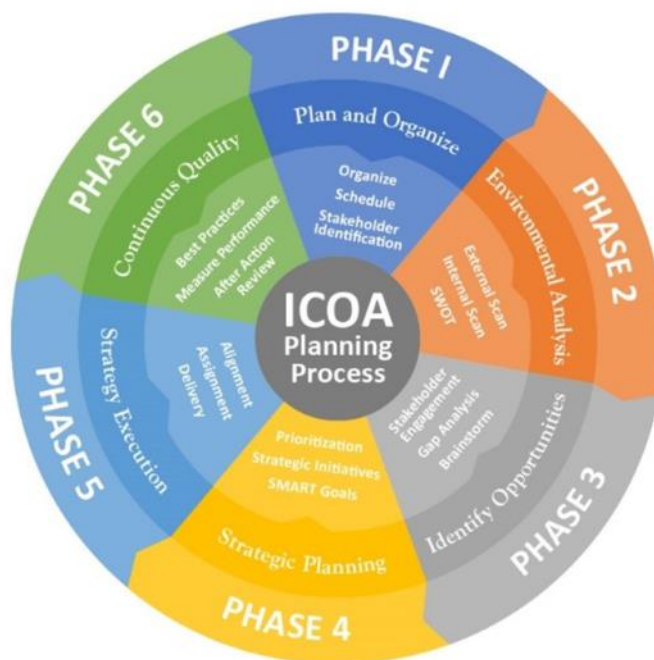 PHASE I
Plan and Organize
Organize
Schedule
Stakeholder
Identification
PHASE 2
Environmental Analysis
External Scan
Internal Scan
SWOT
PHASE 3
Identify Opportunities
Stakeholder
Engagement
Gap Analysis
Brainstorm
PHASE 4
Strategic Planning
Prioritization
Strategic Initiatives
SMART Goals
PHASE 5
Strategy Execution
Alignment
Assignment
Delivery
PHASE 6
Continuous Quality
Best Practices
Measure Performance
After Action
Review
ICOA
Planning
Process